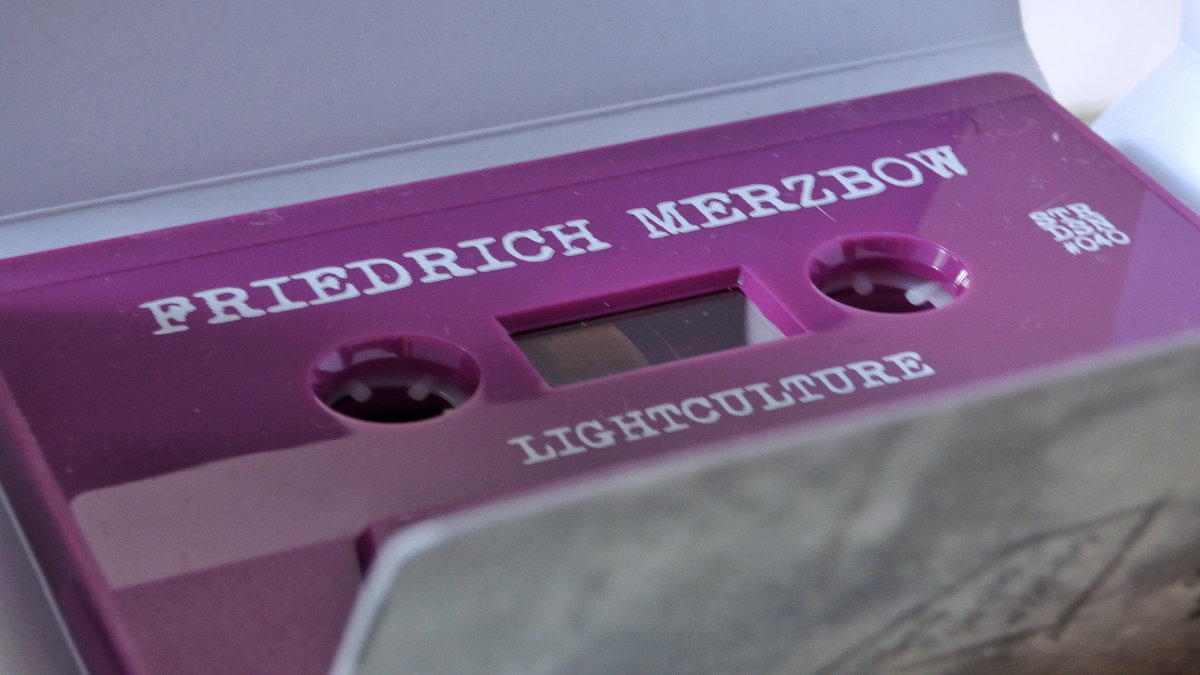 FRIEDRICH MERZBOW
STR
DSN
#040
LIGHTCULTURE